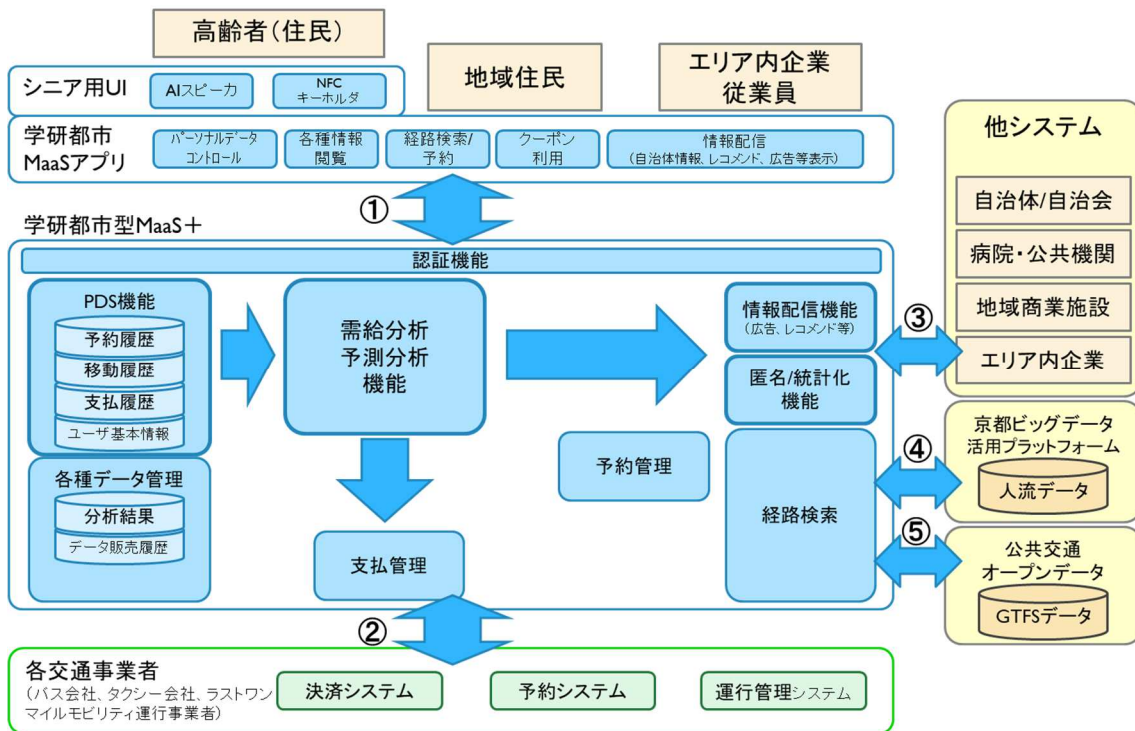 高齢者（住民）
地域住民
エリア内企業
従業員
シニア用UI
AIスピーカ
NFC
キーホルダ
学研都市
MaaSアプリ
パーソナルデータ
コントロール
各種情報
閲覧
経路検索/
予約
クーポン
利用
情報配信
（自治体情報、レコメンド、広告等表示）
①
学研都市型MaaS＋
認証機能
PDS機能
予約履歴
移動履歴
支払履歴
ユーザ基本情報
各種データ管理
分析結果
データ販売履歴
需給分析
予測分析
機能
支払管理
予約管理
情報配信機能
（広告、レコメンド等）
匿名/統計化
機能
経路検索
他システム
自治体/自治会
病院・公共機関
地域商業施設
エリア内企業
③
京都ビッグデータ
活用プラットフォーム
人流データ
④
公共交通
オープンデータ
GTFSデータ
⑤
②
各交通事業者
（バス会社、タクシー会社、ラストワン
マイルモビリティ運行事業者）
決済システム
予約システム
運行管理システム